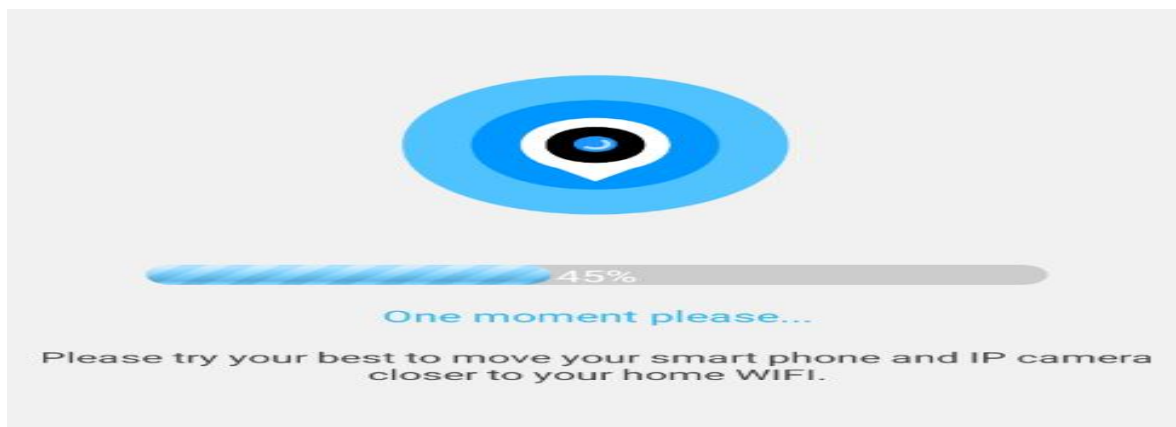 45%
One moment please...
Please try your best to move your smart phone and IP camera
closer to your home WIFI.